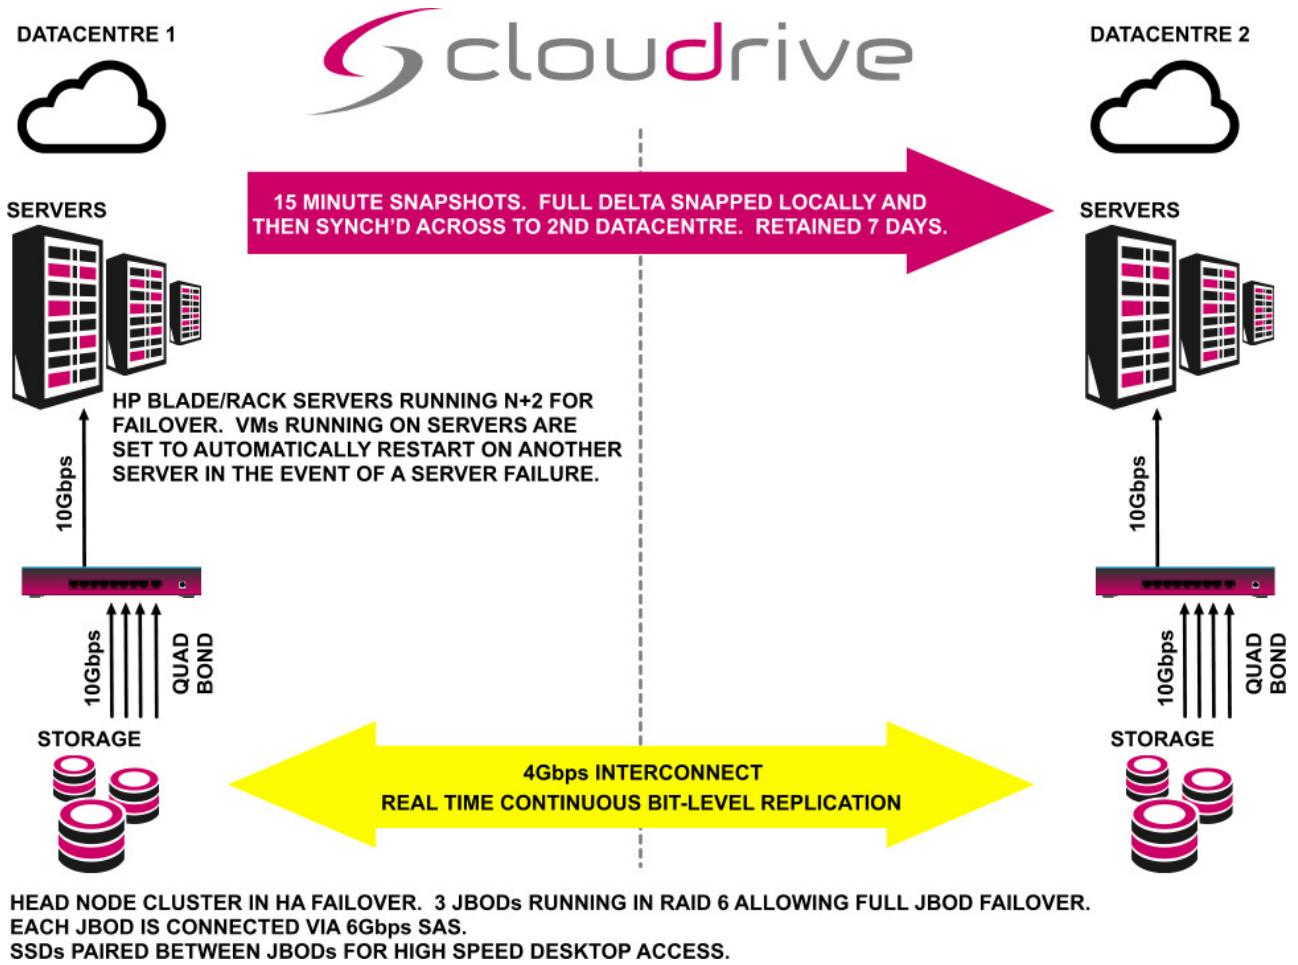 DATACENTRE 1
cloudrive
DATACENTRE 2
15 MINUTE SNAPSHOTS. FULL DELTA SNAPPED LOCALLY AND
THEN SYNCH'D ACROSS TO 2ND DATACENTRE. RETAINED 7 DAYS.
SERVERS
SERVERS
HP BLADE/RACK SERVERS RUNNING N+2 FOR
FAILOVER. VMs RUNNING ON SERVERS ARE
SET TO AUTOMATICALLY RESTART ON ANOTHER
SERVER IN THE EVENT OF A SERVER FAILURE.
10Gbps
10Gbps
10Gbps
QUAD
BOND
10Gbps
QUAD
BOND
STORAGE
STORAGE
4Gbps INTERCONNECT
REAL TIME CONTINUOUS BIT-LEVEL REPLICATION
HEAD NODE CLUSTER IN HA FAILOVER. 3 JBODs RUNNING IN RAID 6 ALLOWING FULL JBOD FAILOVER.
EACH JBOD IS CONNECTED VIA 6Gbps SAS.
SSDs PAIRED BETWEEN JBODs FOR HIGH SPEED DESKTOP ACCESS.